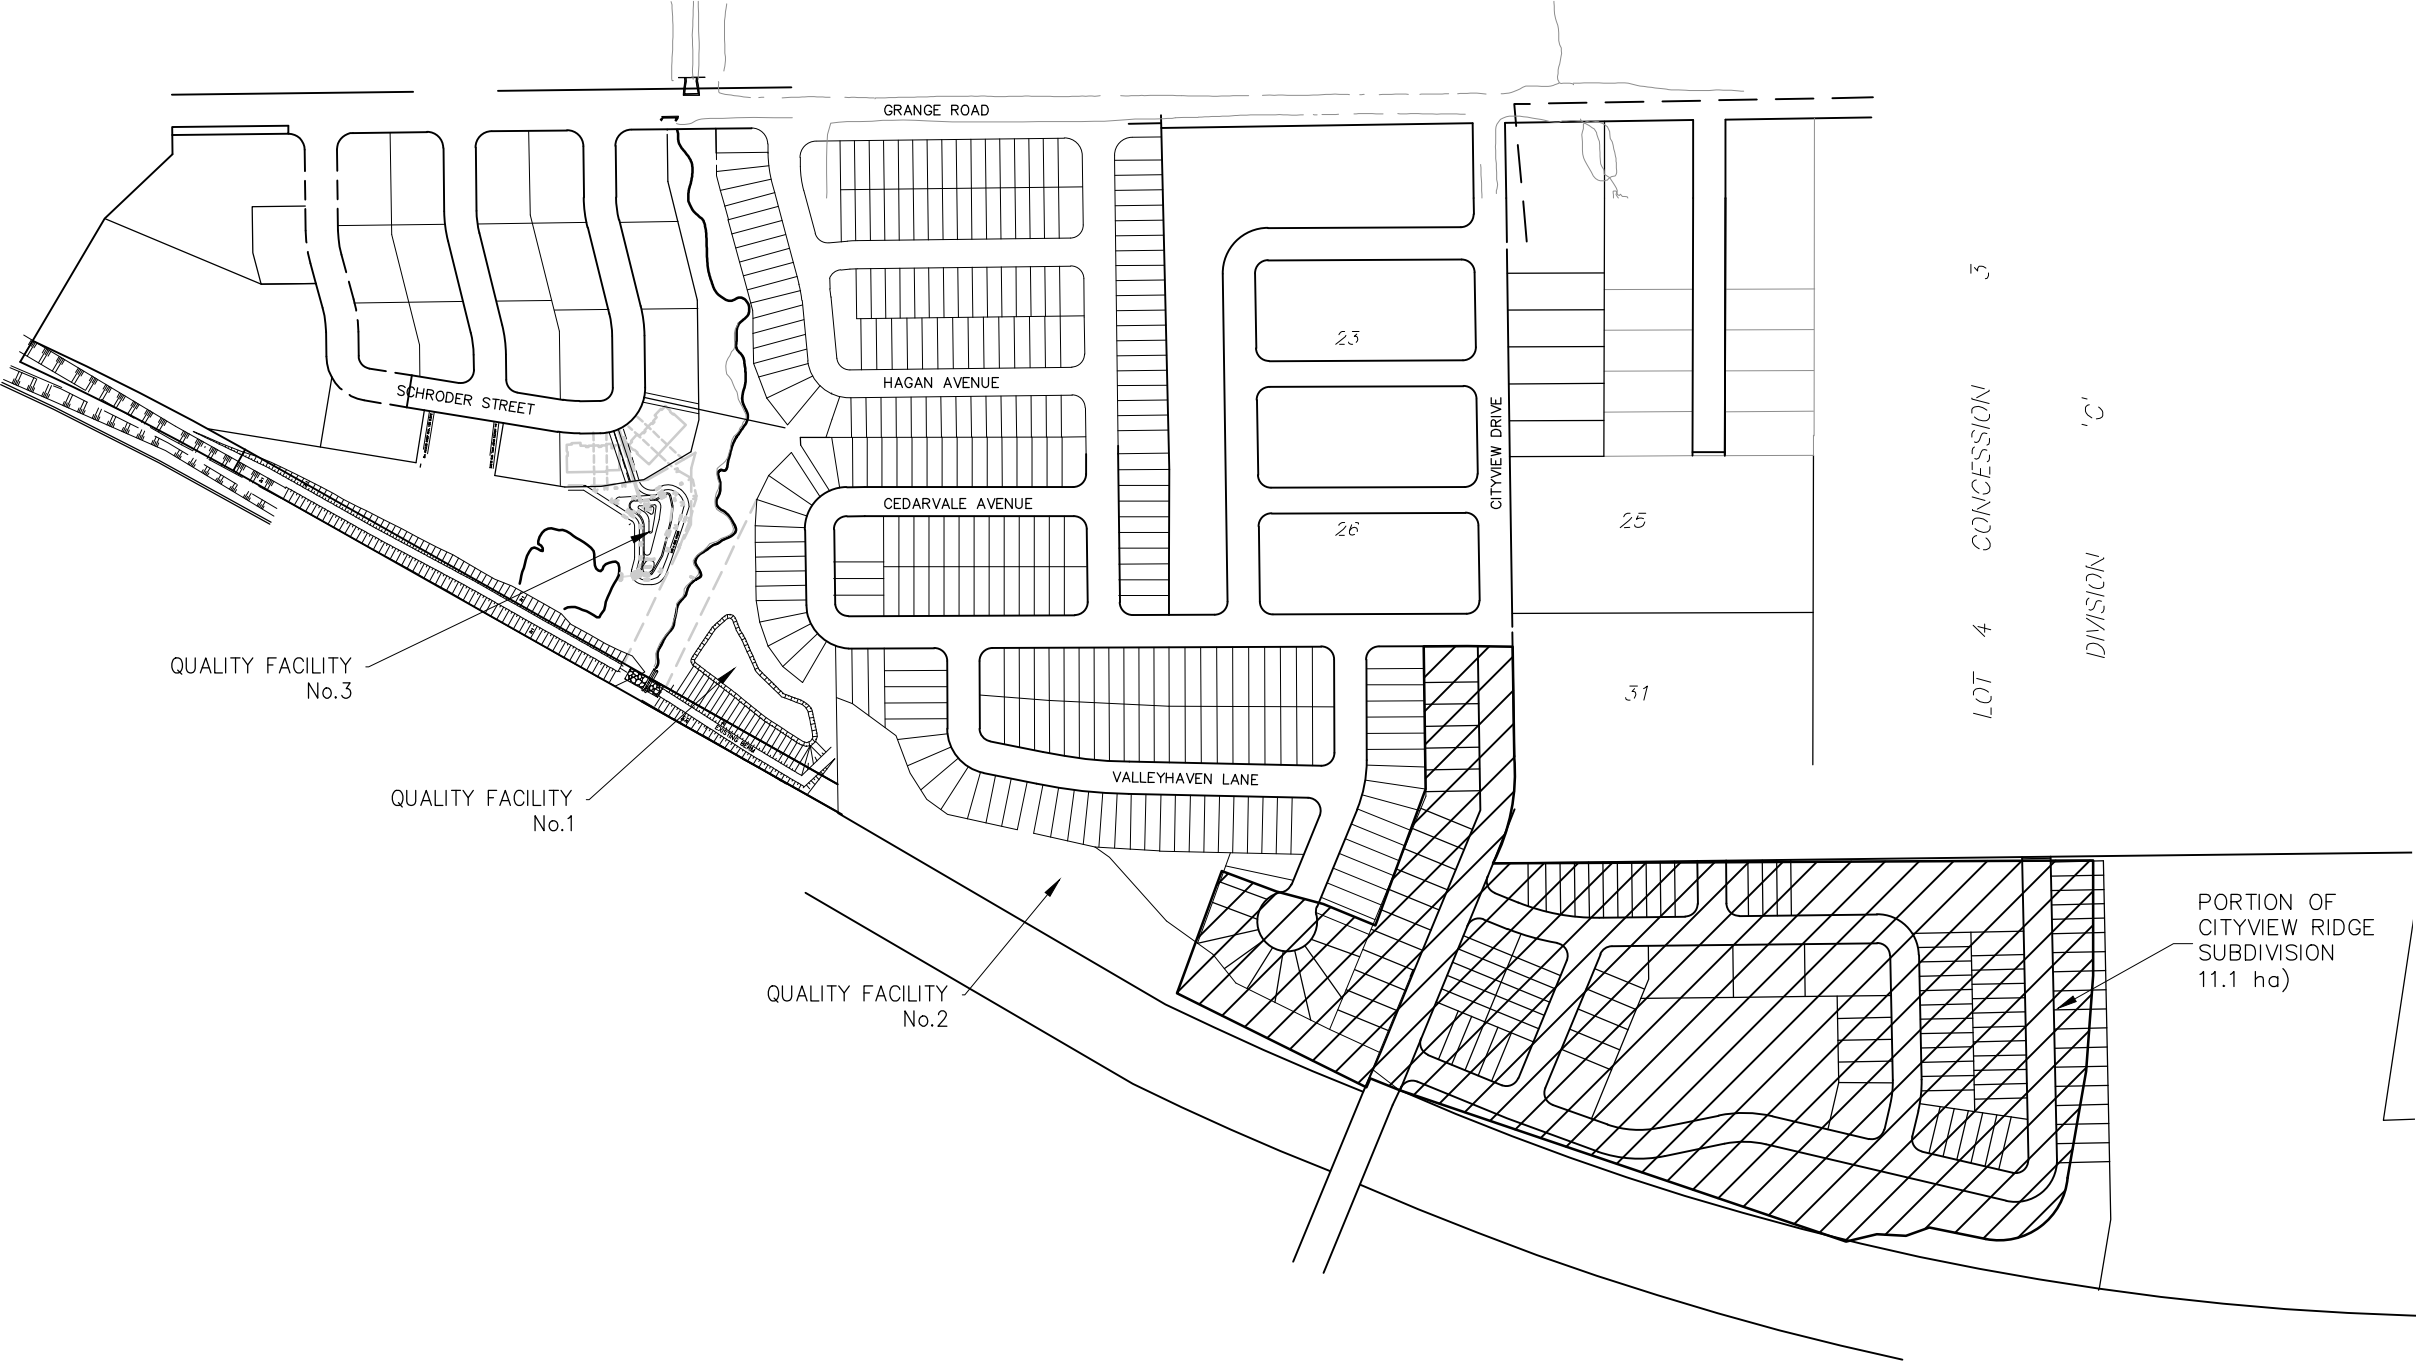 GRANGE ROAD
3
23
HAGAN AVENUE
SCHRODER STREET
CITYVIEW DRIVE
CONCESSION
'C'
CEDARVALE AVENUE
26
25
DIVISION
LOT 4
QUALITY FACILITY
No.3
31
EXISTING BERM
VALLEYHAVEN LANE
QUALITY FACILITY
No.1
PORTION OF
CITYVIEW RIDGE
SUBDIVISION
11.1 ha)
QUALITY FACILITY
No.2